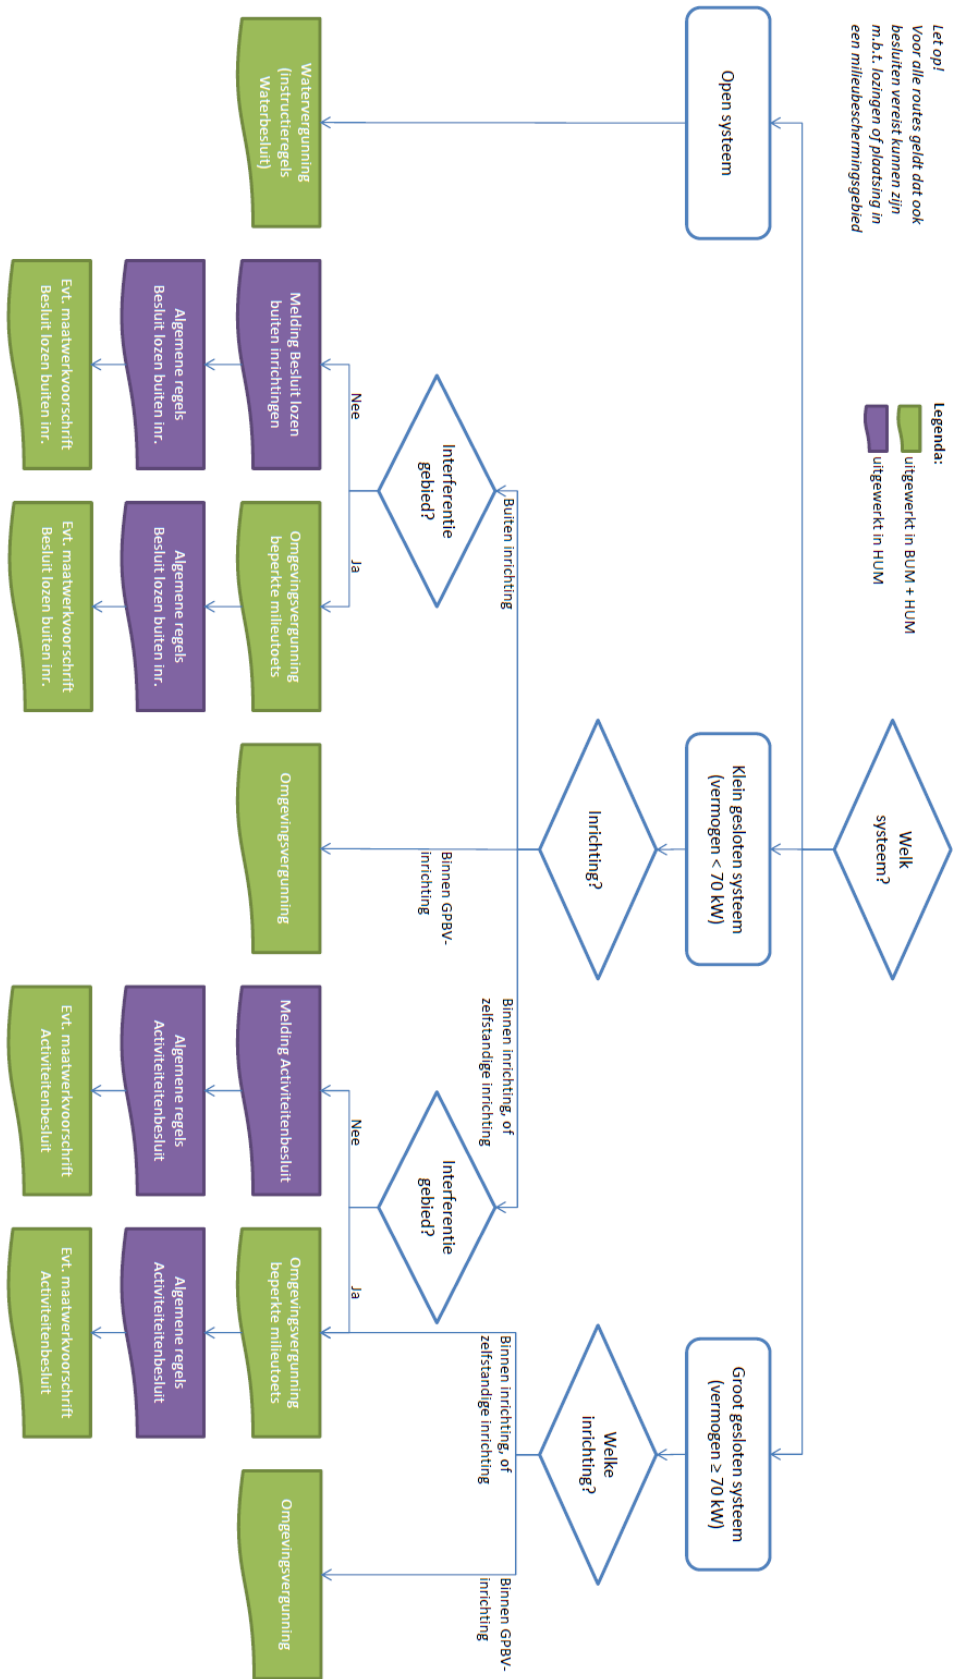 Let op!
Voor alle routes geldt dat ook
besluiten vereist kunnen zijn
m.b.t. lozingen of plaatsing in
een milieubeschermingsgebied
Legenda:
uitgewerkt in BUM + HUM
uitgewerkt in HUM
Welk
systeem?
Open systeem
Klein gesloten systeem
(vermogen < 70 kW)
Groot gesloten systeem
(vermogen ≥ 70 kW)
Inrichting?
Welke
inrichting?
Buiten inrichting
Binnen inrichting, of
zelfstandige inrichting
Binnen inrichting, of
zelfstandige inrichting
Binnen GPBV-
inrichting
Interferentie
gebied?
Binnen GPBV-
inrichting
Interferentie
gebied?
Nee
Ja
Nee
Ja
Watervergunning
(instructieregels
Waterbesluit)
Melding Besluit lozen
buiten inrichtingen
Omgevingsvergunning
beperkte milieutoets
Omgevingsvergunning
Melding Activiteitenbesluit
Omgevingsvergunning
beperkte milieutoets
Omgevingsvergunning
Algemene regels
Besluit lozen buiten inr.
Algemene regels
Besluit lozen buiten inr.
Algemene regels
Activiteiteitenbesluit
Algemene regels
Activiteiteitenbesluit
Evt. maatwerkvoorschrift
Besluit lozen buiten inr.
Evt. maatwerkvoorschrift
Besluit lozen buiten inr.
Evt. maatwerkvoorschrift
Activiteitenbesluit
Evt. maatwerkvoorschrift
Activiteitenbesluit